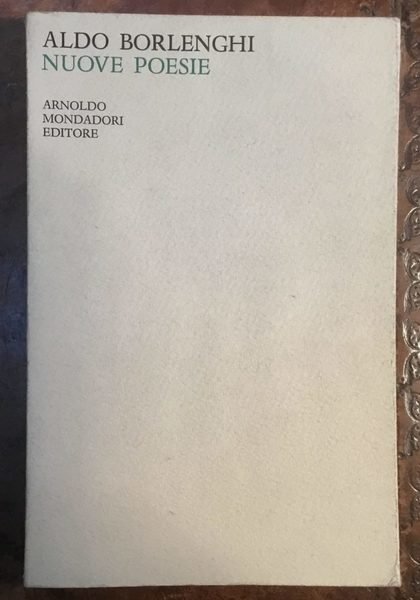 ALDO BORLENGHI
NUOVE POESIE
ARNOLDO
MONDADORI
EDITORE